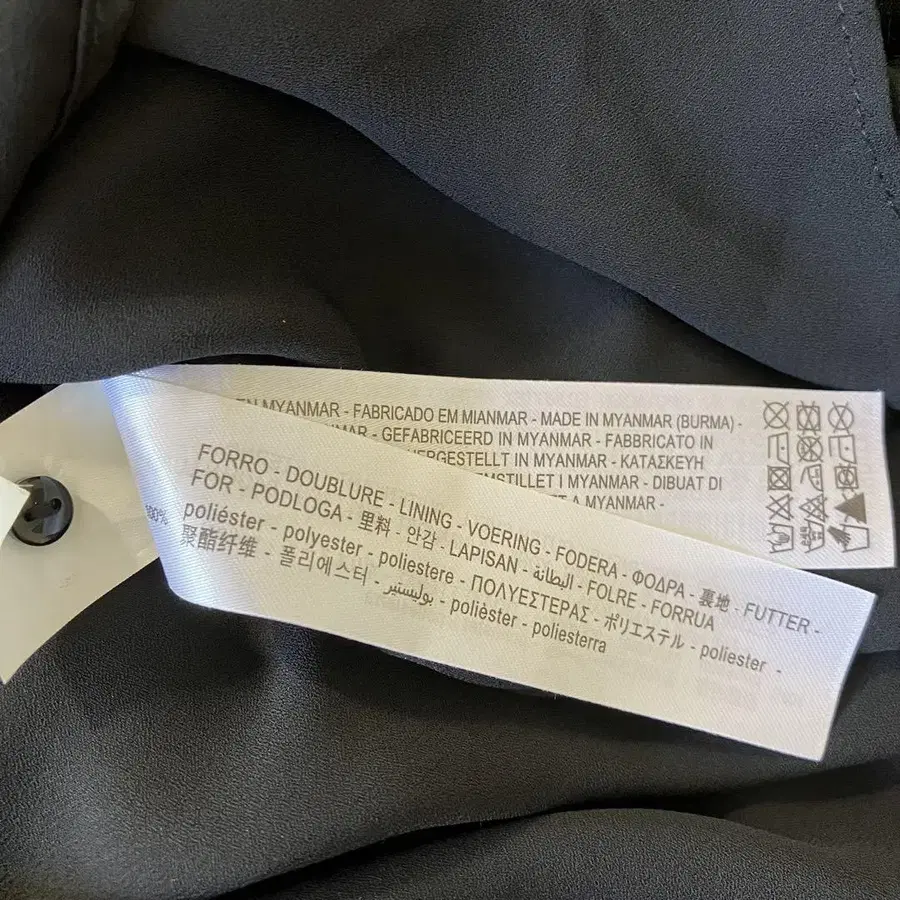 EN MYANMAR - FABRICADO EM MIANMAR - MADE IN MYANMAR (BURMA) -
- GEFABRICEERD IN MYANMAR - FABBRICATO IN
HERGESTELLT IN MYANMAR - ΚΑΤΑΣΚΕΥΗ
I MYANMAR - DIBUAT DI
A MYANMAR -
FORRO - DOUBLURE - LINING - VOERING - FODERA - ΦΟΔΡΑ - 裏地 - FUTTER -
FOR - PODLOGA - 里料 - 안감 - LAPISAN - البطانة - FOLRE - FORRUA
100% poliéster - polyester - poliestere - ΠΟΛΥΕΣΤΕΡΑΣ - ポリエステル - poliester -
聚酯纤维 - 폴리에스터 - بوليستير - polièster - poliesterra